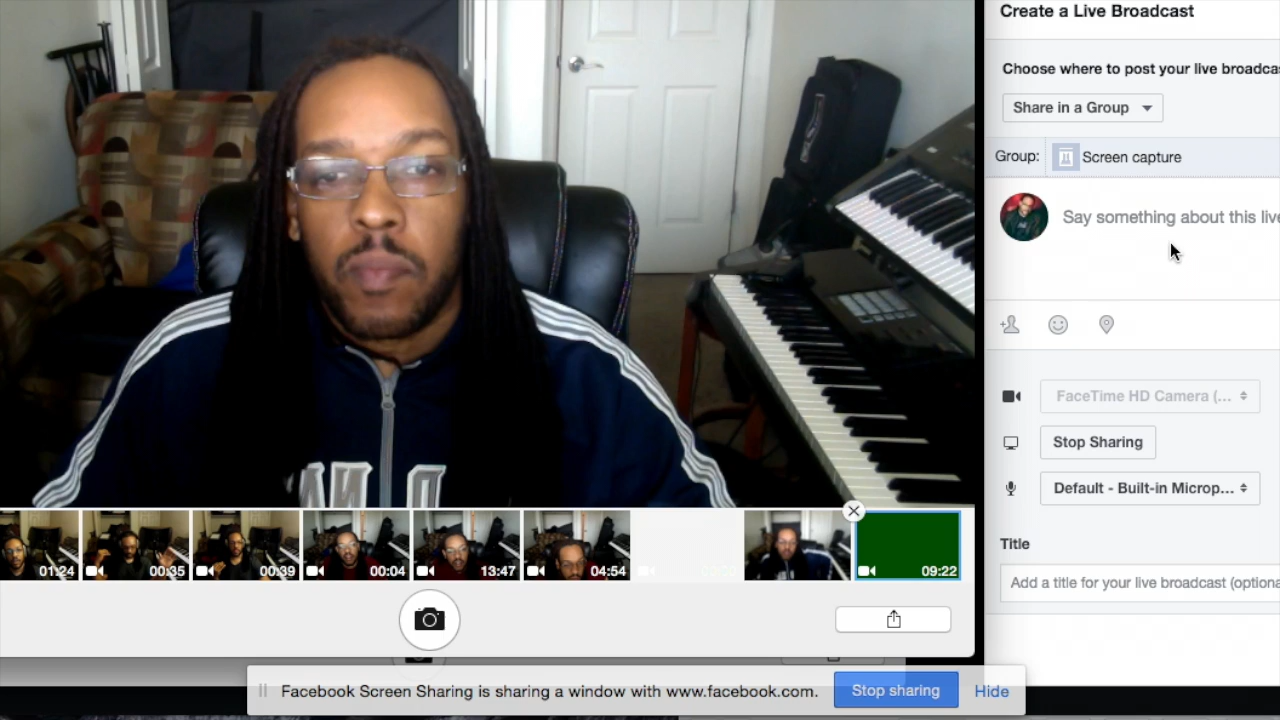 Create a Live Broadcast
Choose where to post your live broadca
Share in a Group
Group: Screen capture
Say something about this live
FaceTime HD Camera (...
Stop Sharing
Default - Built-in Microp...
Title
Add a title for your live broadcast (optiona
01:24
00:35
00:39
00:04
13:47
04:54
09:22
Facebook Screen Sharing is sharing a window with www.facebook.com.
Stop sharing
Hide